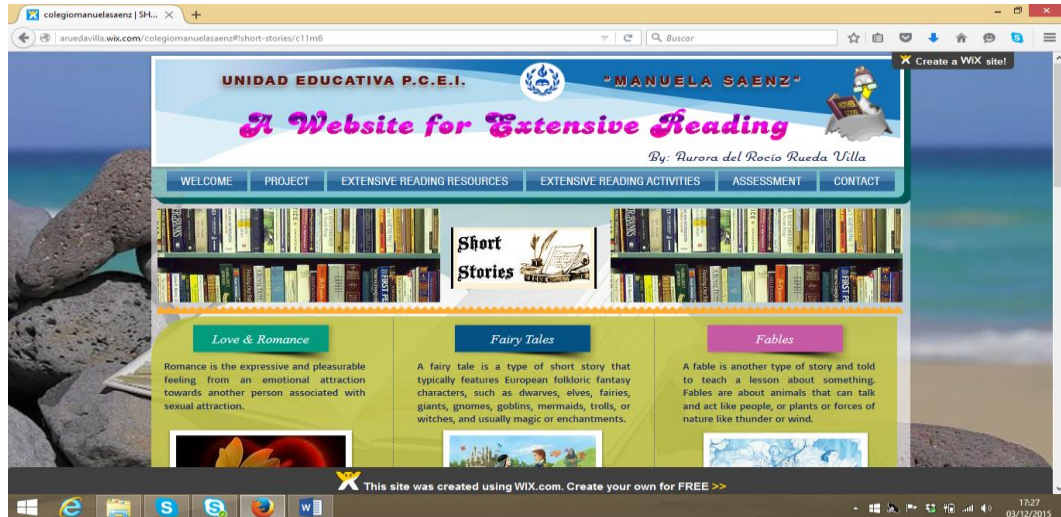 colegiomanuelasaenz | SH...
aruedavilla.wix.com/colegiomanuelasaenz#!short-stories/c11m6
Buscar
Create a WiX site!
UNIDAD EDUCATIVA P.C.E.I. "MANUELA SAENZ"
A Website for Extensive Reading
By: Aurora del Rocío Rueda Villa
WELCOME PROJECT EXTENSIVE READING RESOURCES EXTENSIVE READING ACTIVITIES ASSESSMENT CONTACT
Short
Stories
Love & Romance
Romance is the expressive and pleasurable
feeling from an emotional attraction
towards another person associated with
sexual attraction.
Fairy Tales
A fairy tale is a type of short story that
typically features European folkloric fantasy
characters, such as dwarves, elves, fairies,
giants, gnomes, goblins, mermaids, trolls, or
witches, and usually magic or enchantments.
Fables
A fable is another type of story and told
to teach a lesson about something.
Fables are about animals that can talk
and act like people, or plants or forces of
nature like thunder or wind.
This site was created using WIX.com. Create your own for FREE >>
17:27
03/12/2015